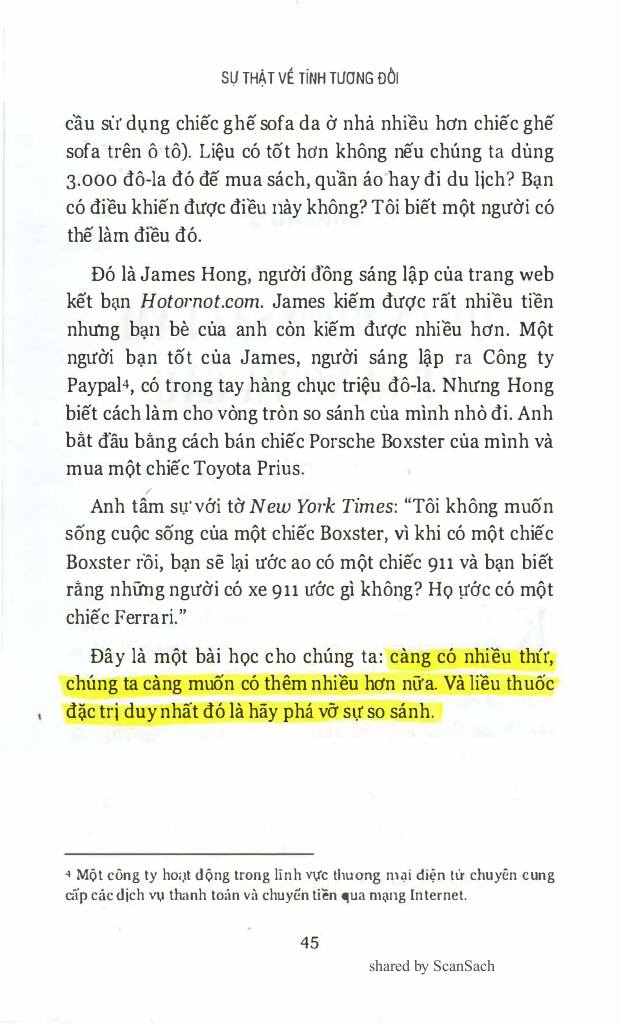 SỰ THẬT VỀ TÍNH TƯƠNG ĐỐI
cầu sử dụng chiếc ghế sofa da ở nhà nhiều hơn chiếc ghế
sofa trên ô tô). Liệu có tốt hơn không nếu chúng ta dùng
3.000 đô-la đó để mua sách, quần áo hay đi du lịch? Bạn
có điều khiến được điều này không? Tôi biết một người có
thể làm điều đó.
Đó là James Hong, người đồng sáng lập của trang web
kết bạn Hotornot.com. James kiếm được rất nhiều tiền
nhưng bạn bè của anh còn kiếm được nhiều hơn. Một
người bạn tốt của James, người sáng lập ra Công ty
Paypal⁴, có trong tay hàng chục triệu đô-la. Nhưng Hong
biết cách làm cho vòng tròn so sánh của mình nhỏ đi. Anh
bắt đầu bằng cách bán chiếc Porsche Boxster của mình và
mua một chiếc Toyota Prius.
Anh tâm sự với tờ New York Times: “Tôi không muốn
sống cuộc sống của một chiếc Boxster, vì khi có một chiếc
Boxster rồi, bạn sẽ lại ước ao có một chiếc 911 và bạn biết
rằng những người có xe 911 ước gì không? Họ ước có một
chiếc Ferrari.”
Đây là một bài học cho chúng ta: càng có nhiều thứ,
chúng ta càng muốn có thêm nhiều hơn nữa. Và liều thuốc
đặc trị duy nhất đó là hãy phá vỡ sự so sánh.
⁴ Một công ty hoạt động trong lĩnh vực thương mại điện tử chuyên cung
cấp các dịch vụ thanh toán và chuyển tiền qua mạng Internet.
45
shared by ScanSach